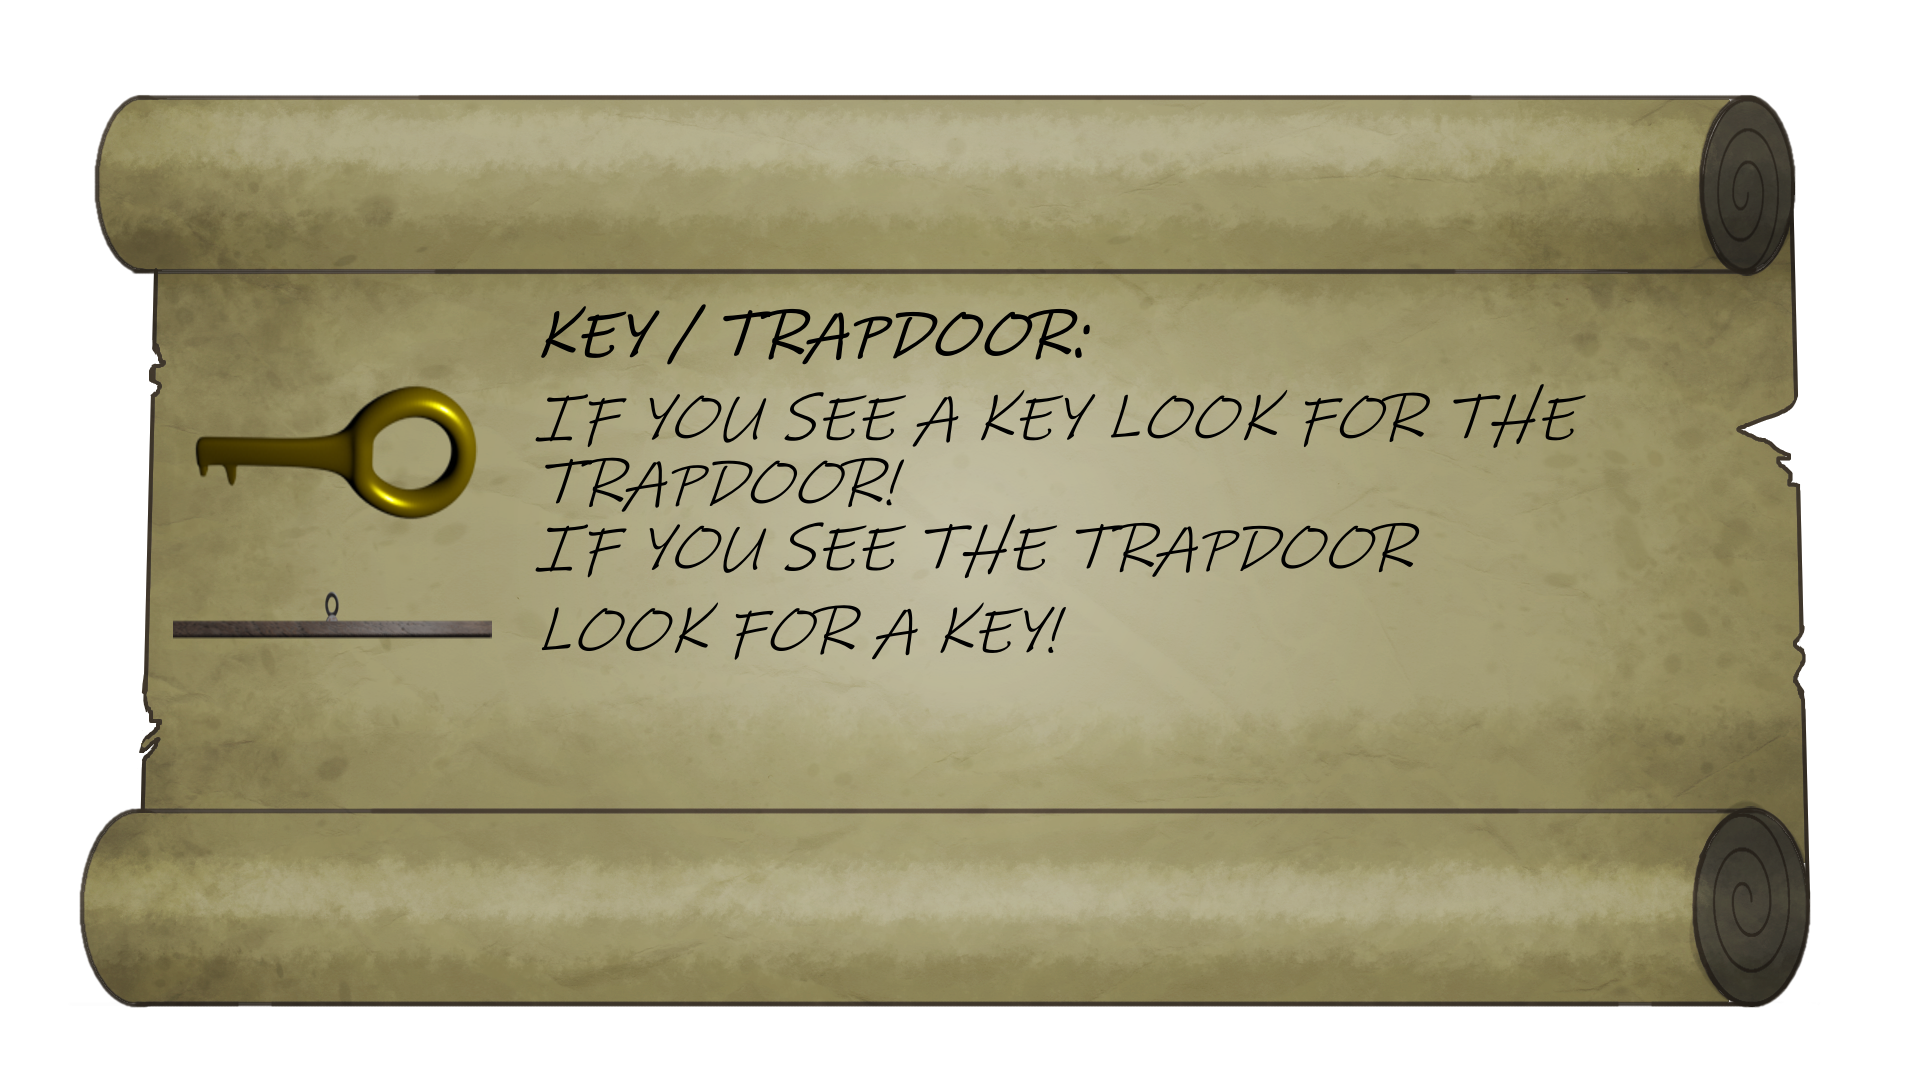 KEY / TRAPDOOR:
IF YOU SEE A KEY LOOK FOR THE
TRAPDOOR!
IF YOU SEE THE TRAPDOOR
LOOK FOR A KEY!